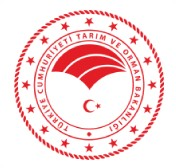 TÜRKİYE CUMHURİYETİ TARIM VE ORMAN BAKANLIĞI